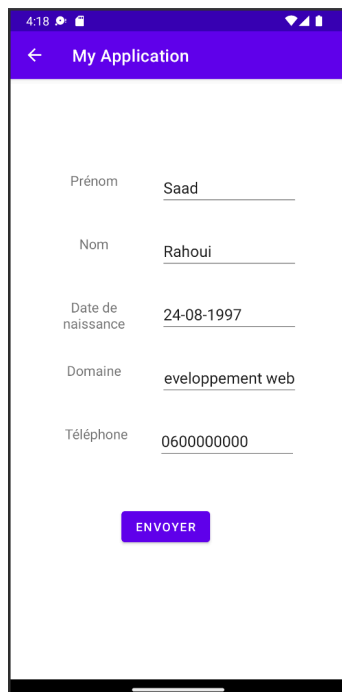 4:18
My Application
Prénom
Saad
Nom
Rahoui
Date de
naissance
24-08-1997
Domaine
eveloppement web
Téléphone
0600000000
ENVOYER